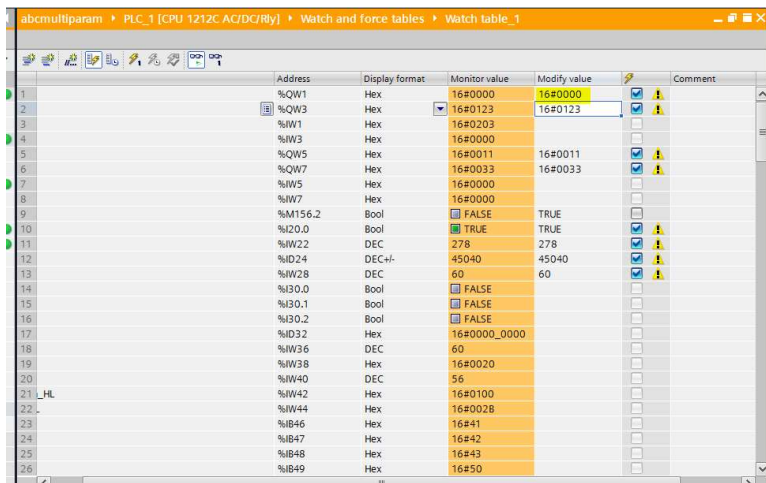 abcmultiparam ▸ PLC_1 [CPU 1212C AC/DC/Rly] ▸ Watch and force tables ▸ Watch table_1
Address Display format Monitor value Modify value Comment
1 %QW1 Hex 16#0000 16#0000
2 %QW3 Hex 16#0123 16#0123
3 %IW1 Hex 16#0203
4 %IW3 Hex 16#0000
5 %QW5 Hex 16#0011 16#0011
6 %QW7 Hex 16#0033 16#0033
7 %IW5 Hex 16#0000
8 %IW7 Hex 16#0000
9 %M156.2 Bool FALSE TRUE
10 %I20.0 Bool TRUE TRUE
11 %IW22 DEC 278 278
12 %ID24 DEC+/- 45040 45040
13 %IW28 DEC 60 60
14 %I30.0 Bool FALSE
15 %I30.1 Bool FALSE
16 %I30.2 Bool FALSE
17 %ID32 Hex 16#0000_0000
18 %IW36 DEC 60
19 %IW38 Hex 16#0020
20 %IW40 DEC 56
21 _HL %IW42 Hex 16#0100
22 %IW44 Hex 16#002B
23 %IB46 Hex 16#41
24 %IB47 Hex 16#42
25 %IB48 Hex 16#43
26 %IB49 Hex 16#50